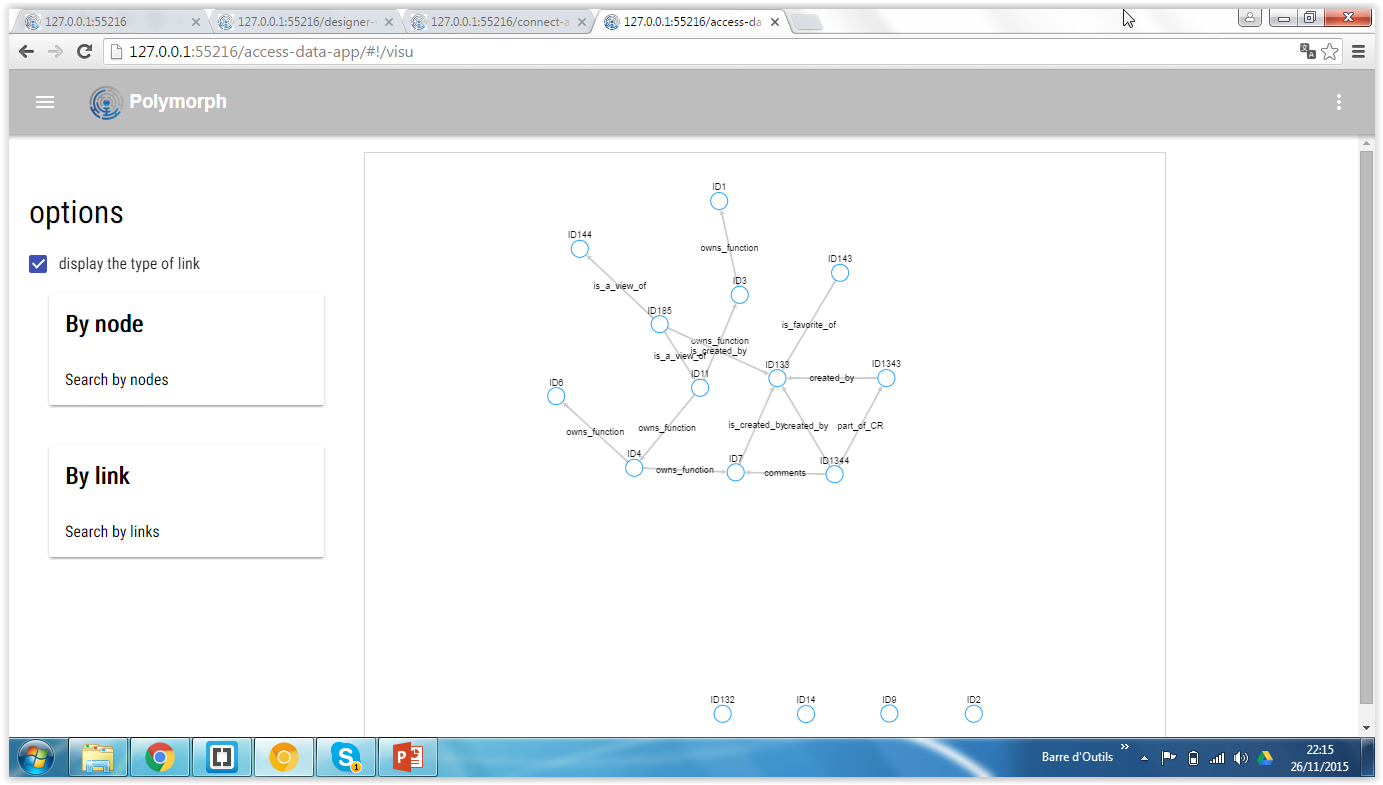 127.0.0.1:55216
127.0.0.1:55216/designer-
127.0.0.1:55216/connect-a
127.0.0.1:55216/access-da
127.0.0.1:55216/access-data-app/#!/visu
Polymorph
options
display the type of link
By node
Search by nodes
By link
Search by links
ID1
ID144
owns_function
ID143
is_a_view_of
ID3
ID185
is_favorite_of
owns_function
is_created_by
is_a_view_of
ID133
ID1343
ID11
created_by
ID6
owns_function
owns_function
is_created_by
created_by
part_of_CR
ID4
ID7
ID1344
owns_function
comments
ID132
ID14
ID9
ID2
Barre d'Outils
22:15
26/11/2015